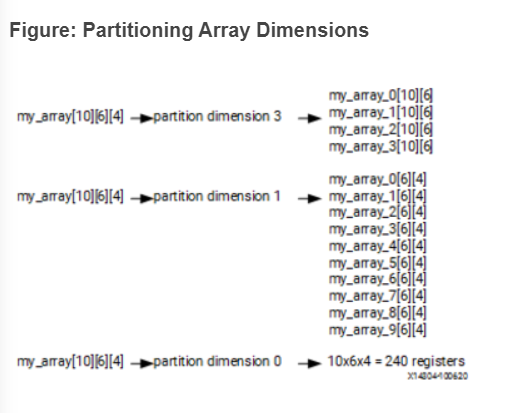 Figure: Partitioning Array Dimensions
my_array[10][6][4] partition dimension 3
my_array_0[10][6]
my_array_1[10][6]
my_array_2[10][6]
my_array_3[10][6]
my_array[10][6][4] partition dimension 1
my_array_0[6][4]
my_array_1[6][4]
my_array_2[6][4]
my_array_3[6][4]
my_array_4[6][4]
my_array_5[6][4]
my_array_6[6][4]
my_array_7[6][4]
my_array_8[6][4]
my_array_9[6][4]
my_array[10][6][4] partition dimension 0 10x6x4 = 240 registers
X14304-100620